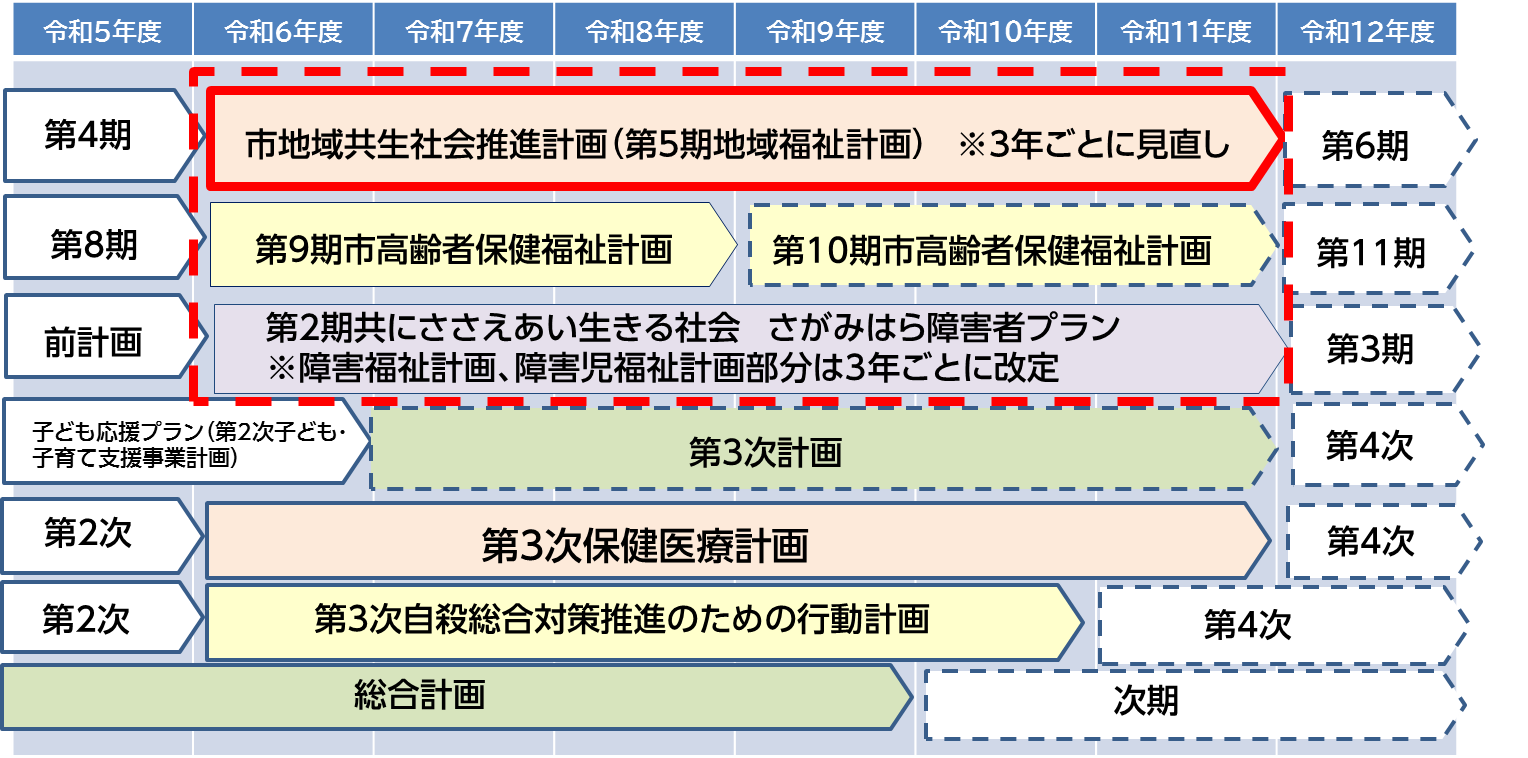 令和5年度 令和6年度 令和7年度 令和8年度 令和9年度 令和10年度 令和11年度 令和12年度
第4期
市地域共生社会推進計画(第5期地域福祉計画) ※3年ごとに見直し
第6期
第8期
第9期市高齢者保健福祉計画
第10期市高齢者保健福祉計画
第11期
前計画
第2期共にささえあい生きる社会 さがみはら障害者プラン
※障害福祉計画、障害児福祉計画部分は3年ごとに改定
第3期
子ども応援プラン(第2次子ども・
子育て支援事業計画)
第3次計画
第4次
第2次
第3次保健医療計画
第4次
第2次
第3次自殺総合対策推進のための行動計画
第4次
総合計画
次期